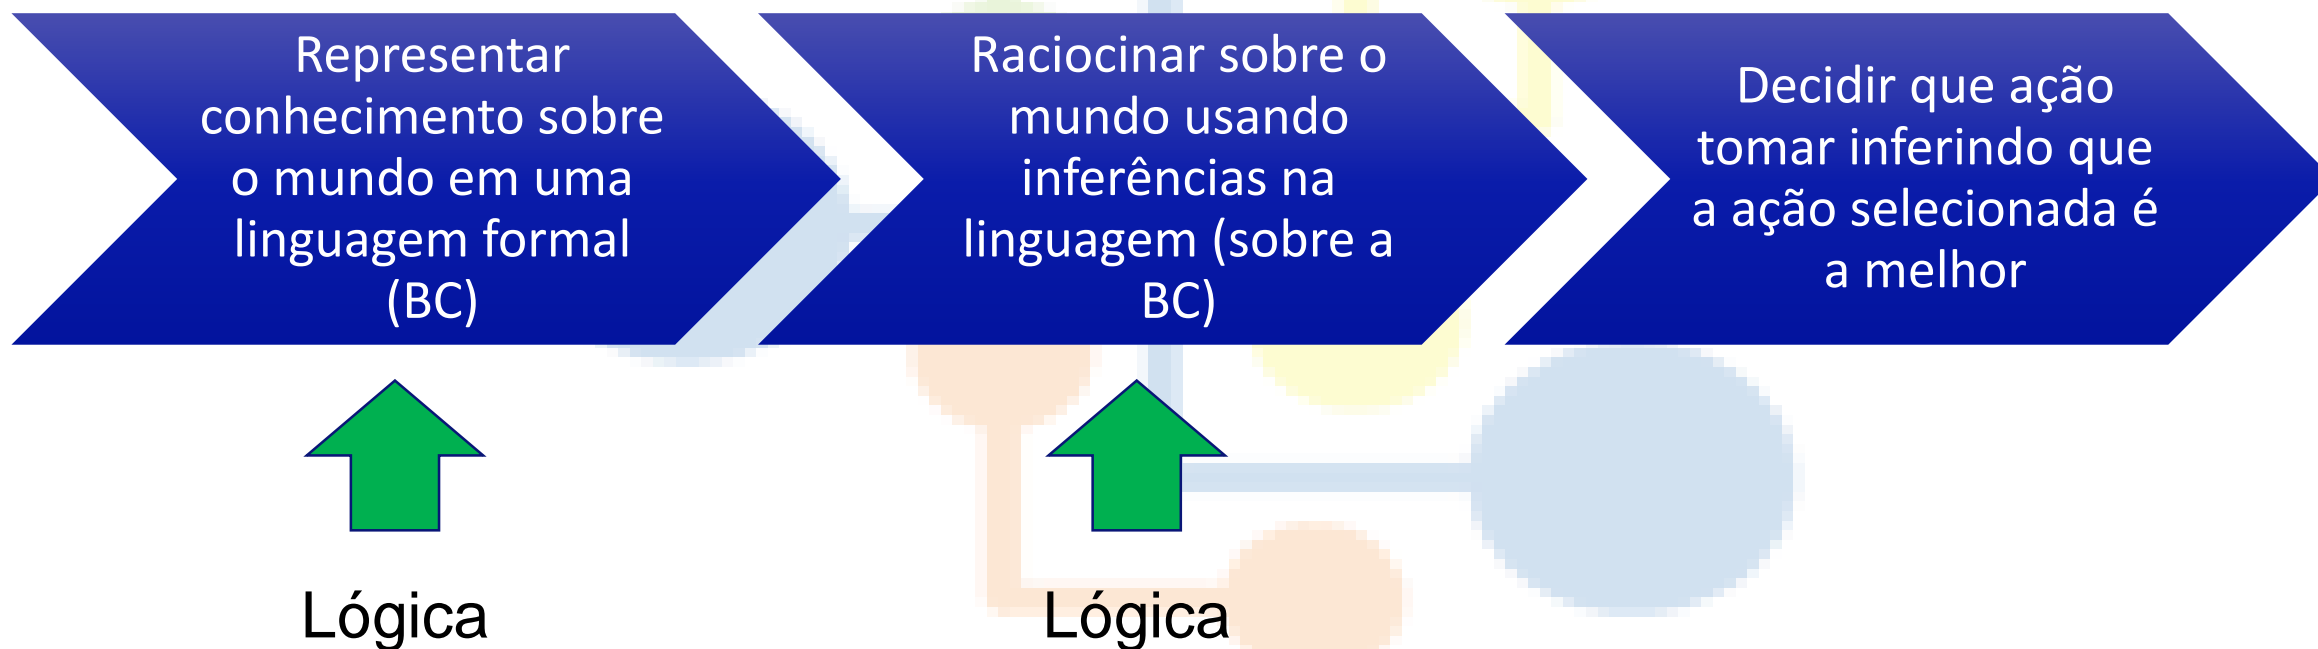 Representar
conhecimento sobre
o mundo em uma
linguagem formal
(BC)
Raciocinar sobre o
mundo usando
inferências na
linguagem (sobre a
BC)
Decidir que ação
tomar inferindo que
a ação selecionada é
a melhor
Lógica
Lógica